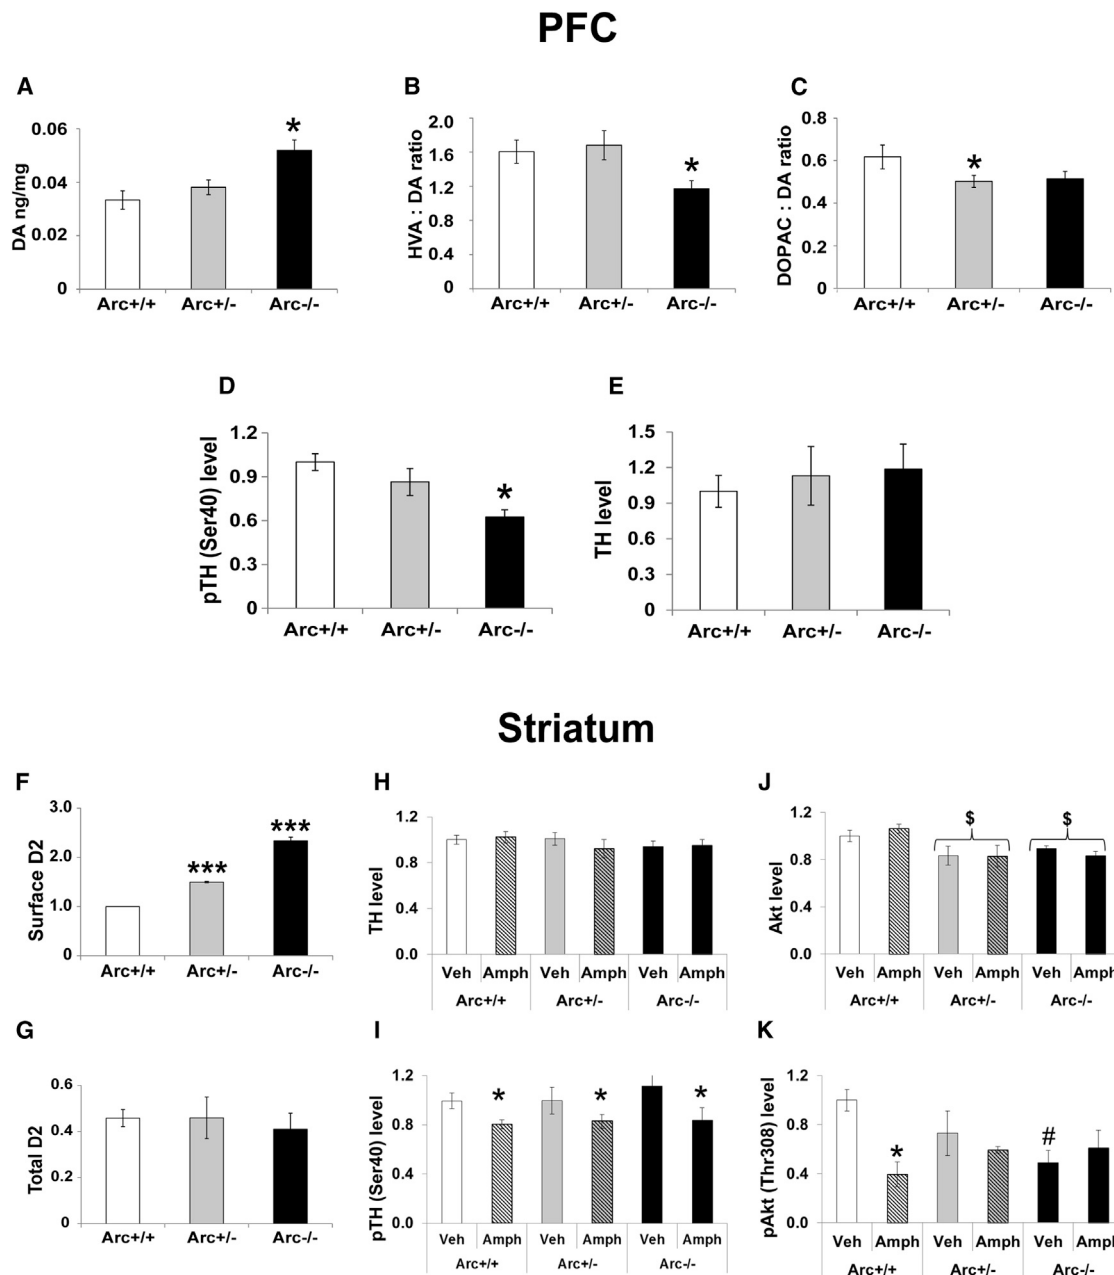 PFC
A
DA ng/mg
0.06
0.04
0.02
0
*
Arc+/+ Arc+/- Arc-/-
B
HVA : DA ratio
2.0
1.6
1.2
0.8
0.4
0
*
Arc+/+ Arc+/- Arc-/-
C
DOPAC : DA ratio
0.8
0.6
0.4
0.2
0
*
Arc+/+ Arc+/- Arc-/-
D
pTH (Ser40) level
1.2
0.9
0.6
0.3
0
*
Arc+/+ Arc+/- Arc-/-
E
TH level
1.5
1.2
0.9
0.6
0.3
0
Arc+/+ Arc+/- Arc-/-
Striatum
F
Surface D2
3.0
2.0
1.0
0
*** ***
Arc+/+ Arc+/- Arc-/-
H
TH level
1.2
0.8
0.4
0.0
Veh Amph Veh Amph Veh Amph
Arc+/+ Arc+/- Arc-/-
J
Akt level
1.2
0.8
0.4
0.0
$ $
Veh Amph Veh Amph Veh Amph
Arc+/+ Arc+/- Arc-/-
G
Total D2
0.6
0.4
0.2
0
Arc+/+ Arc+/- Arc-/-
I
pTH (Ser40) level
1.2
0.8
0.4
0.0
* * *
Veh Amph Veh Amph Veh Amph
Arc+/+ Arc+/- Arc-/-
K
pAkt (Thr308) level
1.2
0.8
0.4
0.0
* #
Veh Amph Veh Amph Veh Amph
Arc+/+ Arc+/- Arc-/-